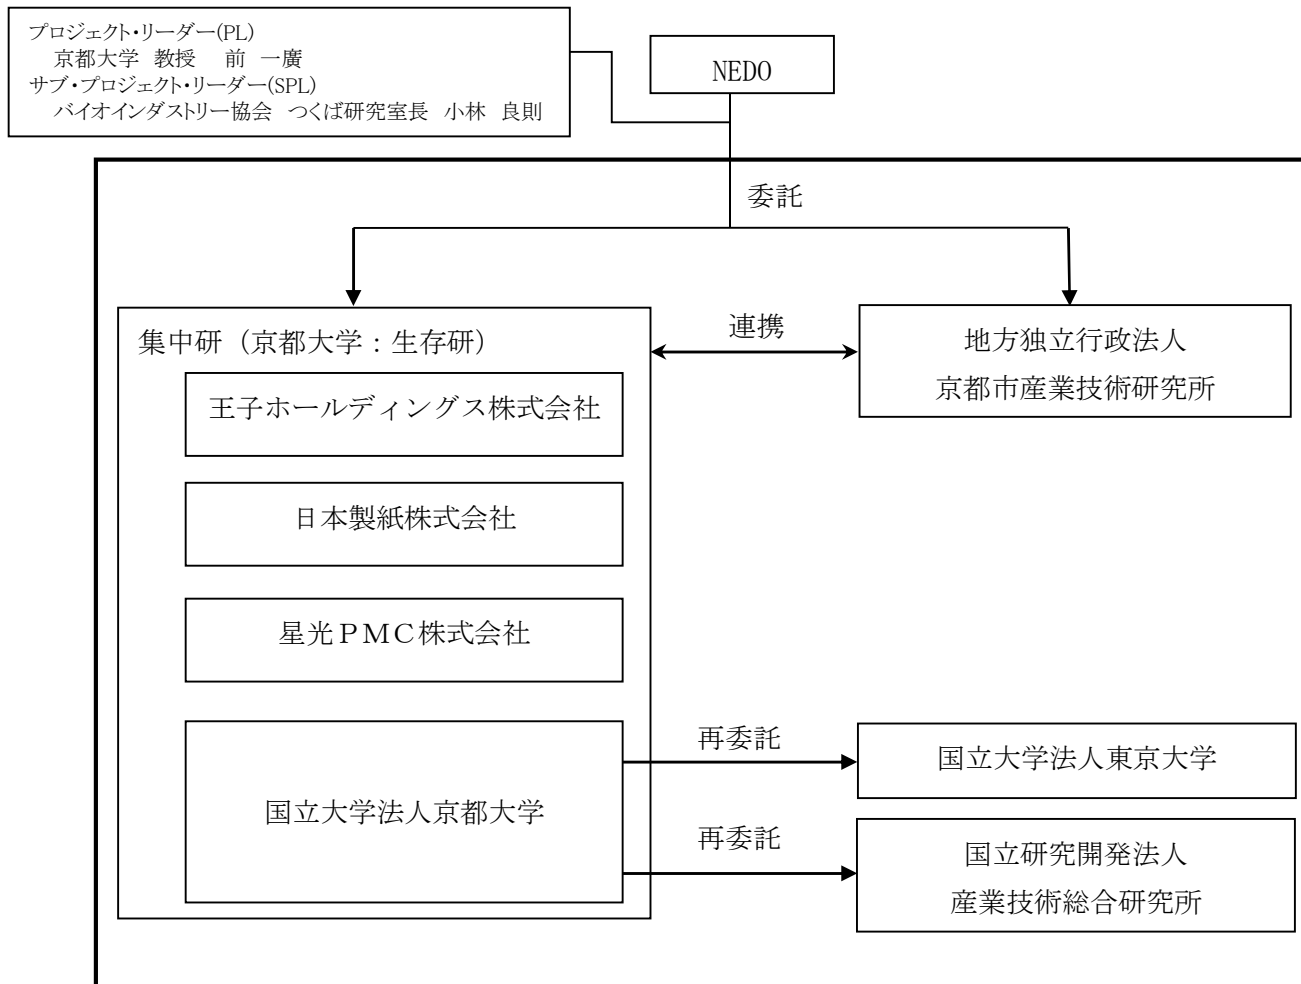 プロジェクト・リーダー(PL)
京都大学 教授 前 一廣
サブ・プロジェクト・リーダー(SPL)
バイオインダストリー協会 つくば研究室長 小林 良則
NEDO
委託
集中研（京都大学：生存研）
王子ホールディングス株式会社
日本製紙株式会社
星光ＰＭＣ株式会社
国立大学法人京都大学
連携
地方独立行政法人
京都市産業技術研究所
再委託
国立大学法人東京大学
再委託
国立研究開発法人
産業技術総合研究所